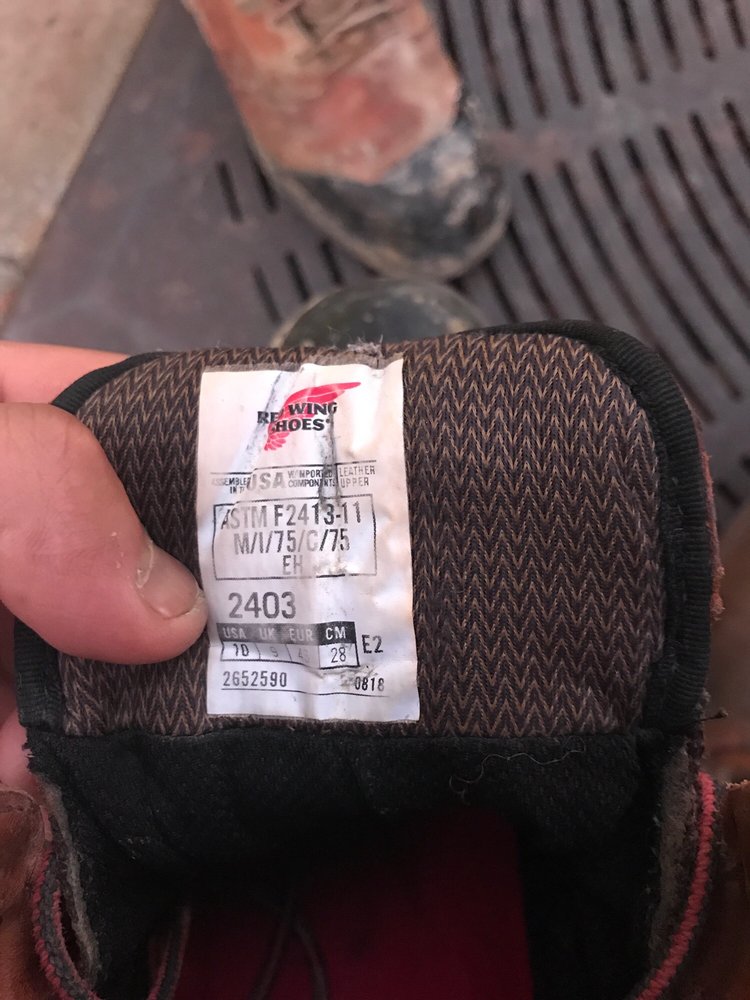 RED WING
SHOES
ASSEMBLED USA W/IMPORTED LEATHER
IN COMPONENTS UPPER
ASTM F2413-11
M/I/75/C/75
EH
2403
USA UK EUR CM
10 9 28 E2
2652590 0818